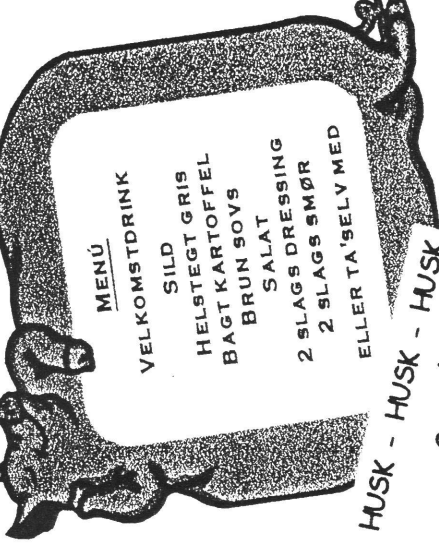 MENÚ
VELKOMSTDRINK
SILD
HELSTEGT GRIS
BAGT KARTOFFEL
BRUN SOVS
SALAT
2 SLAGS DRESSING
2 SLAGS SMØR
ELLER TA'SELV MED
HUSK - HUSK - HUSK